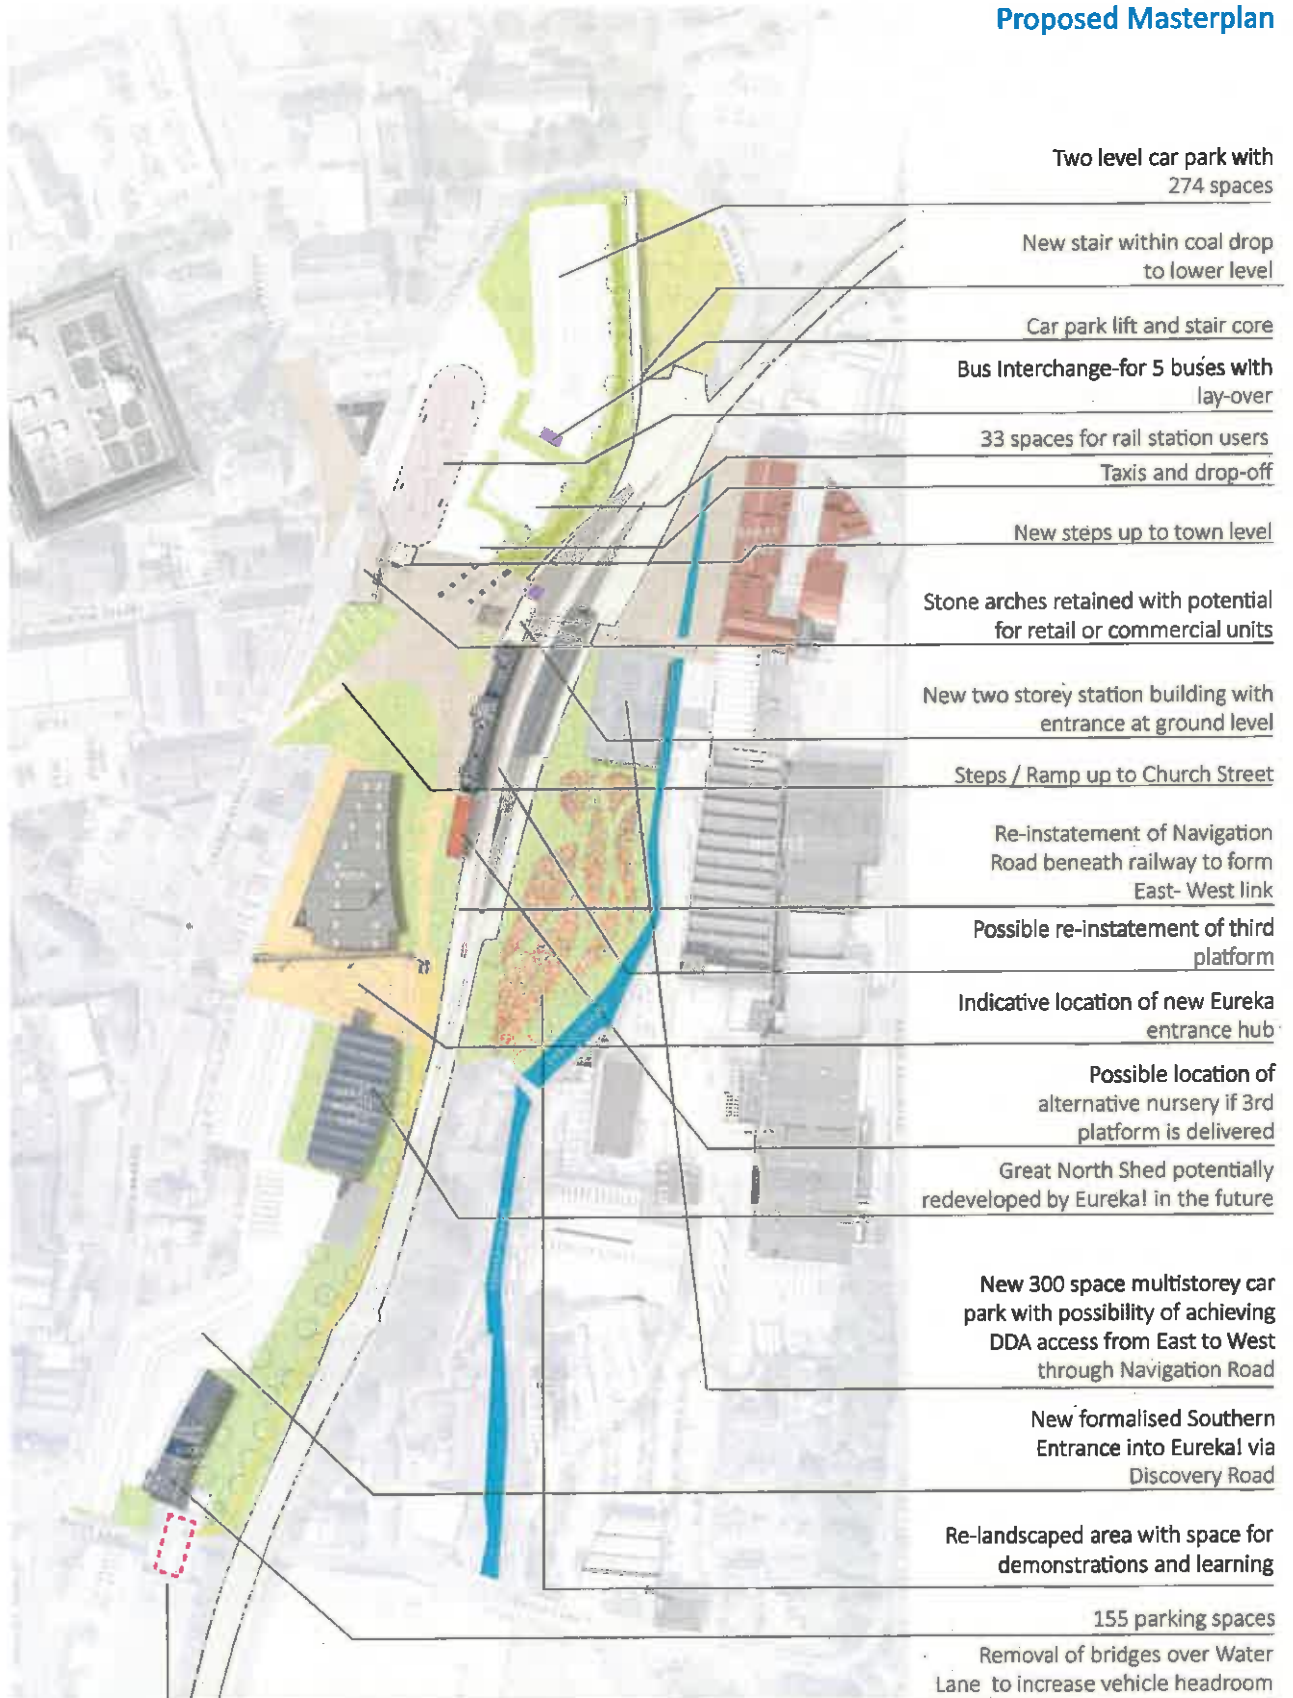 Proposed Masterplan
Two level car park with
274 spaces
New stair within coal drop
to lower level
Car park lift and stair core
Bus Interchange-for 5 buses with
lay-over
33 spaces for rail station users
Taxis and drop-off
New steps up to town level
Stone arches retained with potential
for retail or commercial units
New two storey station building with
entrance at ground level
Steps / Ramp up to Church Street
Re-instatement of Navigation
Road beneath railway to form
East- West link
Possible re-instatement of third
platform
Indicative location of new Eureka
entrance hub
Possible location of
alternative nursery if 3rd
platform is delivered
Great North Shed potentially
redeveloped by Eureka! in the future
New 300 space multistorey car
park with possibility of achieving
DDA access from East to West
through Navigation Road
New formalised Southern
Entrance into Eureka! via
Discovery Road
Re-landscaped area with space for
demonstrations and learning
155 parking spaces
Removal of bridges over Water
Lane to increase vehicle headroom